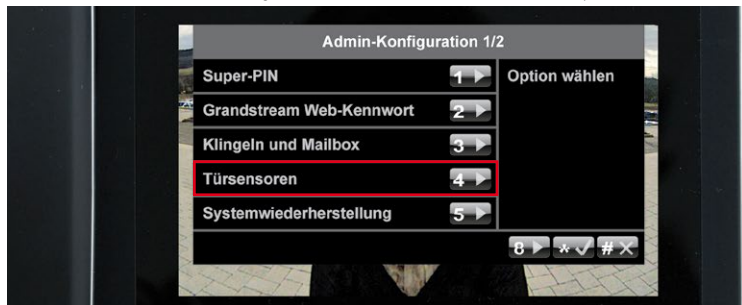 Admin-Konfiguration 1/2
Super-PIN 1 Option wählen
Grandstream Web-Kennwort 2
Klingeln und Mailbox 3
Türsensoren 4
Systemwiederherstellung 5
8 * #